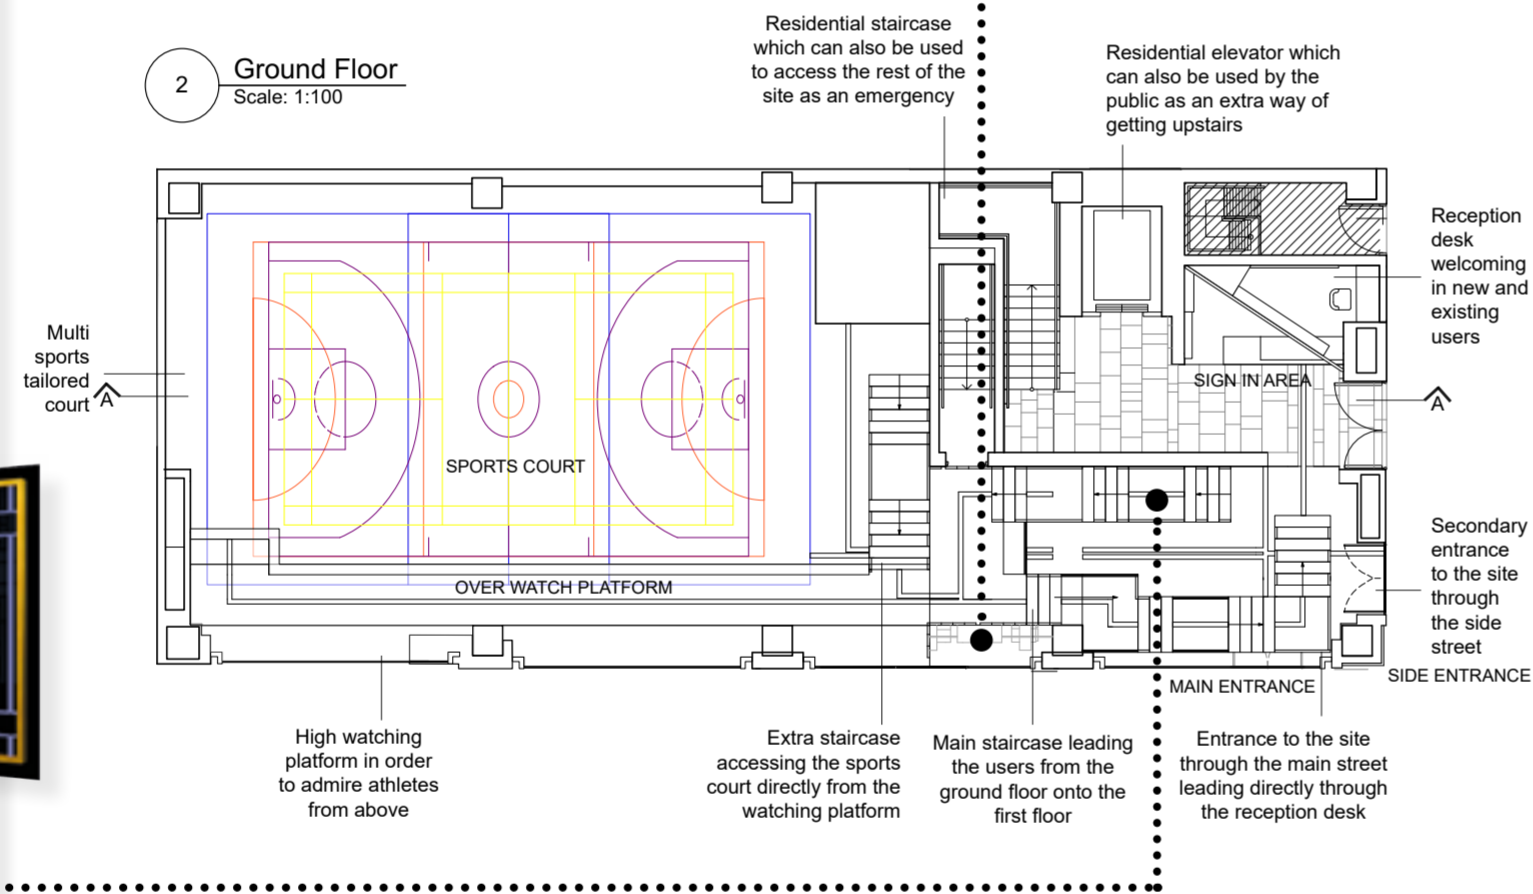 Residential staircase
which can also be used
to access the rest of the
site as an emergency
Residential elevator which
can also be used by the
public as an extra way of
getting upstairs
2
Ground Floor
Scale: 1:100
Reception
desk
welcoming
in new and
existing
users
Multi
sports
tailored
court
A
SIGN IN AREA
A
SPORTS COURT
OVER WATCH PLATFORM
Secondary
entrance
to the site
through
the side
street
SIDE ENTRANCE
MAIN ENTRANCE
High watching
platform in order
to admire athletes
from above
Extra staircase
accessing the sports
court directly from the
watching platform
Main staircase leading
the users from the
ground floor onto the
first floor
Entrance to the site
through the main street
leading directly through
the reception desk